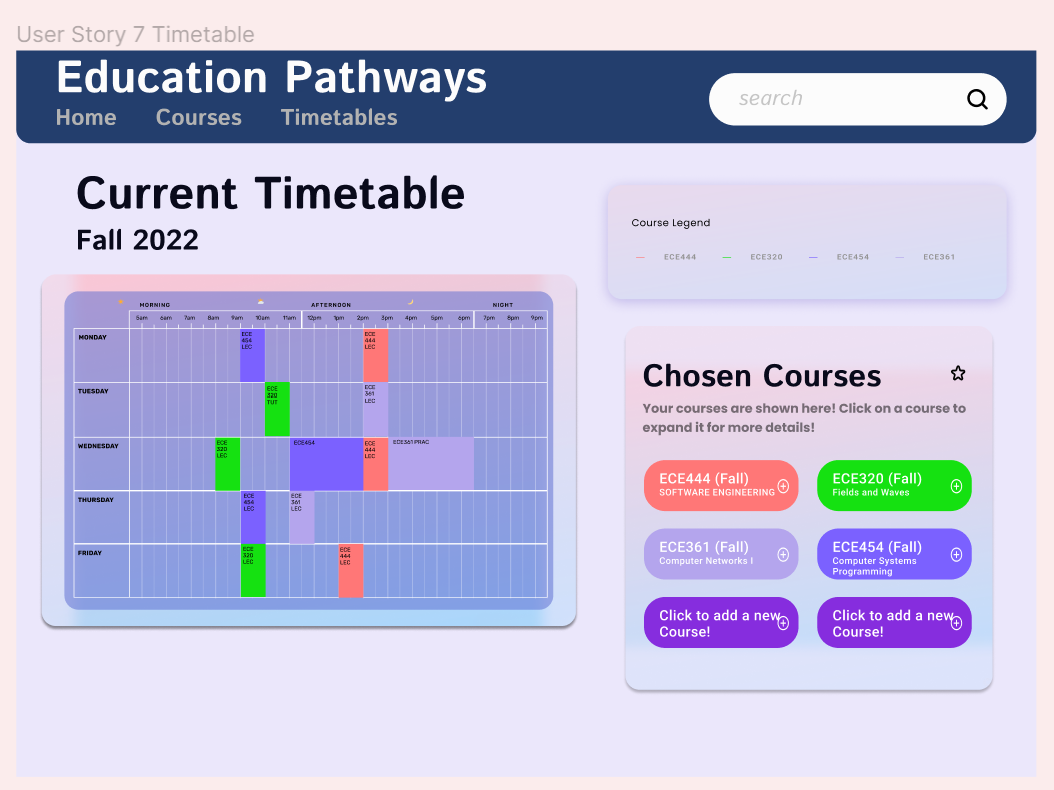 User Story 7 Timetable
Education Pathways
Home Courses Timetables
search
Current Timetable
Fall 2022
MORNING AFTERNOON NIGHT
5am 6am 7am 8am 9am 10am 11am 12pm 1pm 2pm 3pm 4pm 5pm 6pm 7pm 8pm 9pm
MONDAY
ECE
454
LEC
ECE
444
LEC
TUESDAY
ECE
320
TUT
ECE
361
LEC
WEDNESDAY
ECE
320
LEC
ECE454
ECE
444
LEC
ECE361 PRAC
THURSDAY
ECE
454
LEC
ECE
361
LEC
FRIDAY
ECE
320
LEC
ECE
444
LEC
Course Legend
ECE444 ECE320 ECE454 ECE361
Chosen Courses
Your courses are shown here! Click on a course to
expand it for more details!
ECE444 (Fall)
SOFTWARE ENGINEERING
ECE320 (Fall)
Fields and Waves
ECE361 (Fall)
Computer Networks I
ECE454 (Fall)
Computer Systems
Programming
Click to add a new
Course!
Click to add a new
Course!